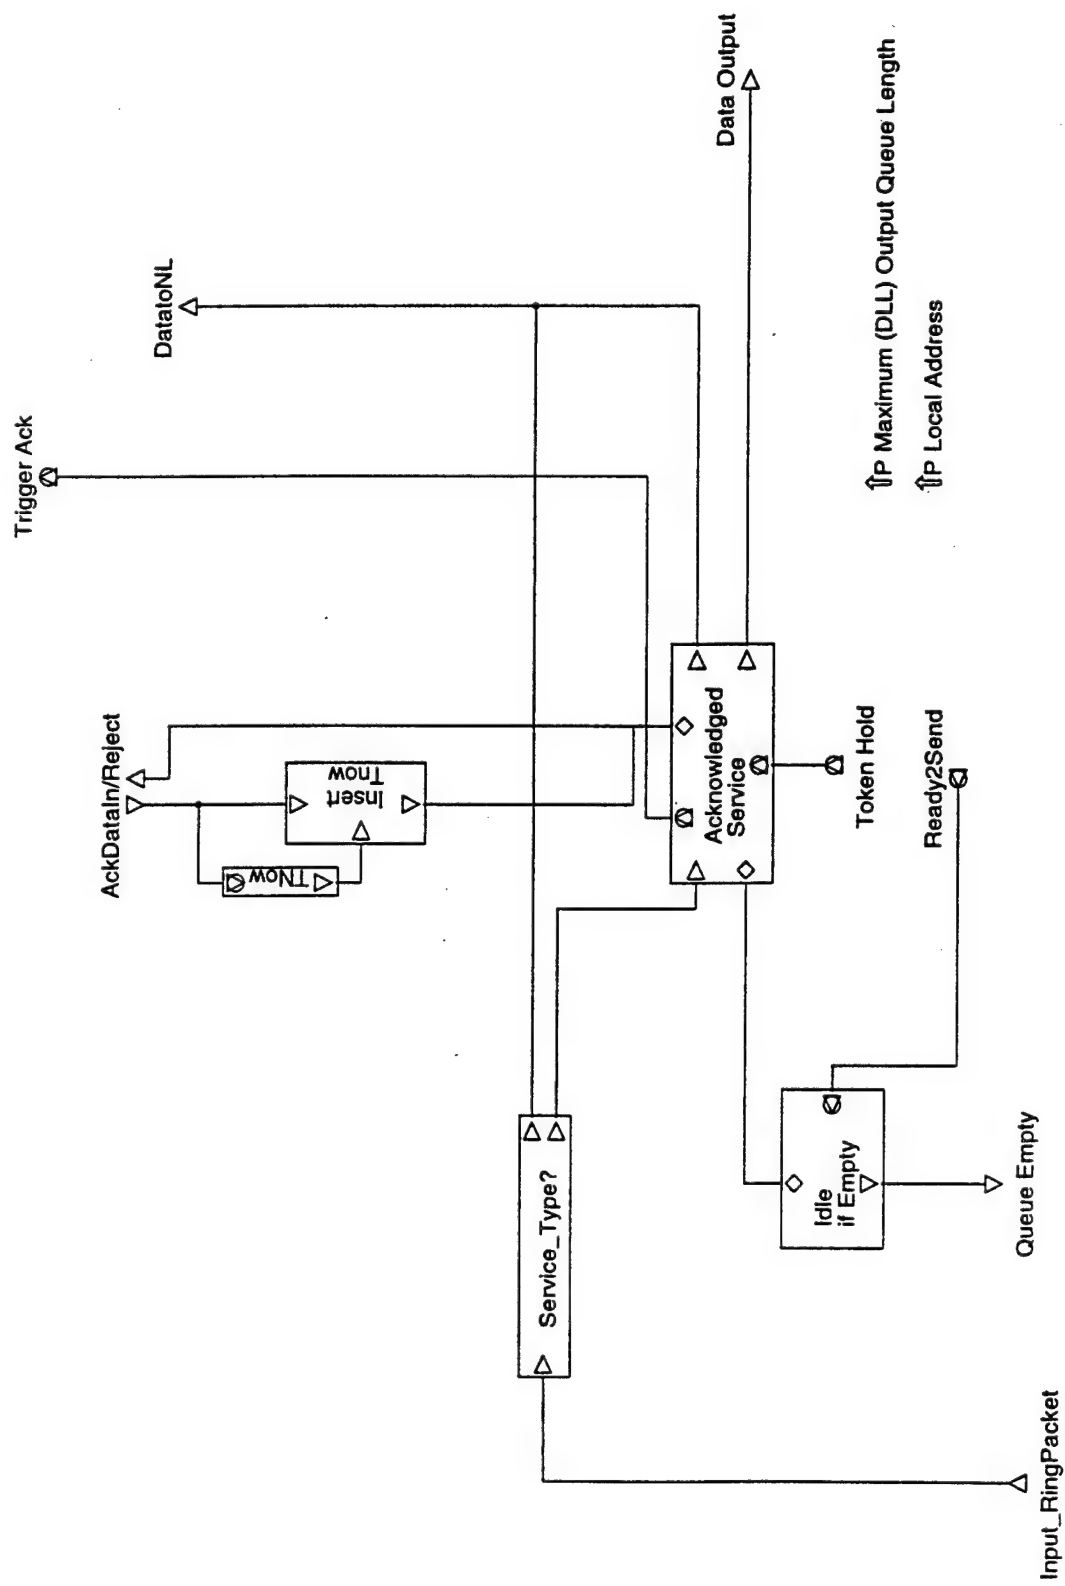 Trigger Ack
AckDataIn/Reject
DatatoNL
TNow
Insert
Tnow
Service_Type?
Acknowledged
Service
Data Output
Idle
if Empty
Token Hold
Ready2Send
Queue Empty
Input_RingPacket
⇑P Maximum (DLL) Output Queue Length
⇑P Local Address